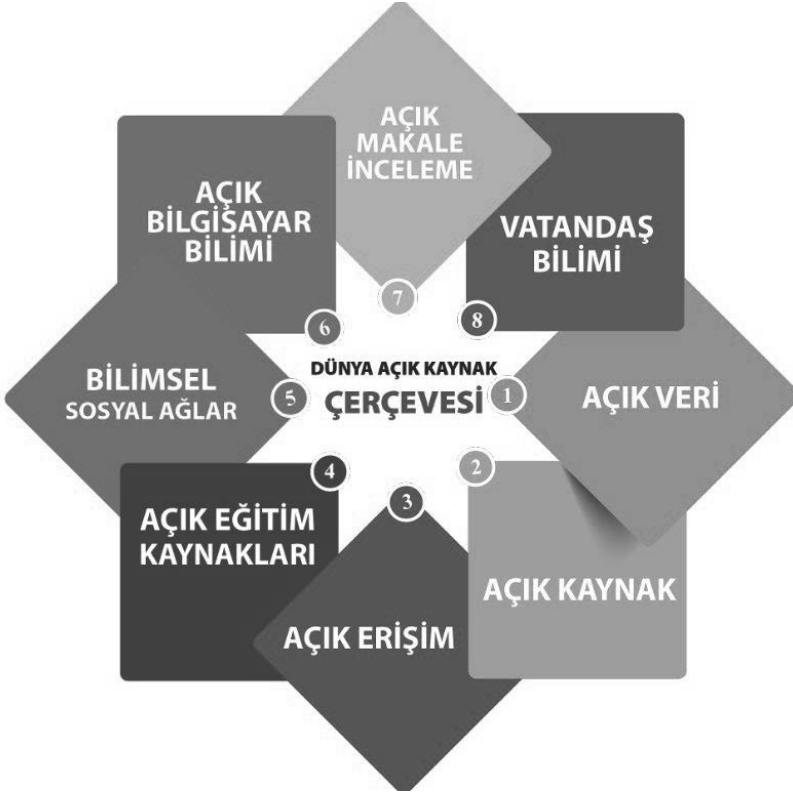 DÜNYA AÇIK KAYNAK
ÇERÇEVESİ
1
AÇIK VERİ
2
AÇIK KAYNAK
3
AÇIK ERİŞİM
4
AÇIK EĞİTİM
KAYNAKLARI
5
BİLİMSEL
SOSYAL AĞLAR
6
AÇIK
BİLGİSAYAR
BİLİMİ
7
AÇIK
MAKALE
İNCELEME
8
VATANDAŞ
BİLİMİ